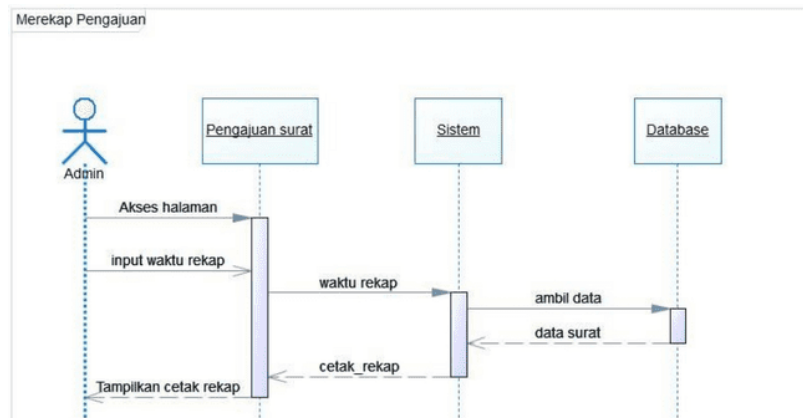 Merekap Pengajuan
Pengajuan surat
Sistem
Database
Admin
Akses halaman
input waktu rekap
waktu rekap
ambil data
data surat
cetak_rekap
Tampilkan cetak rekap